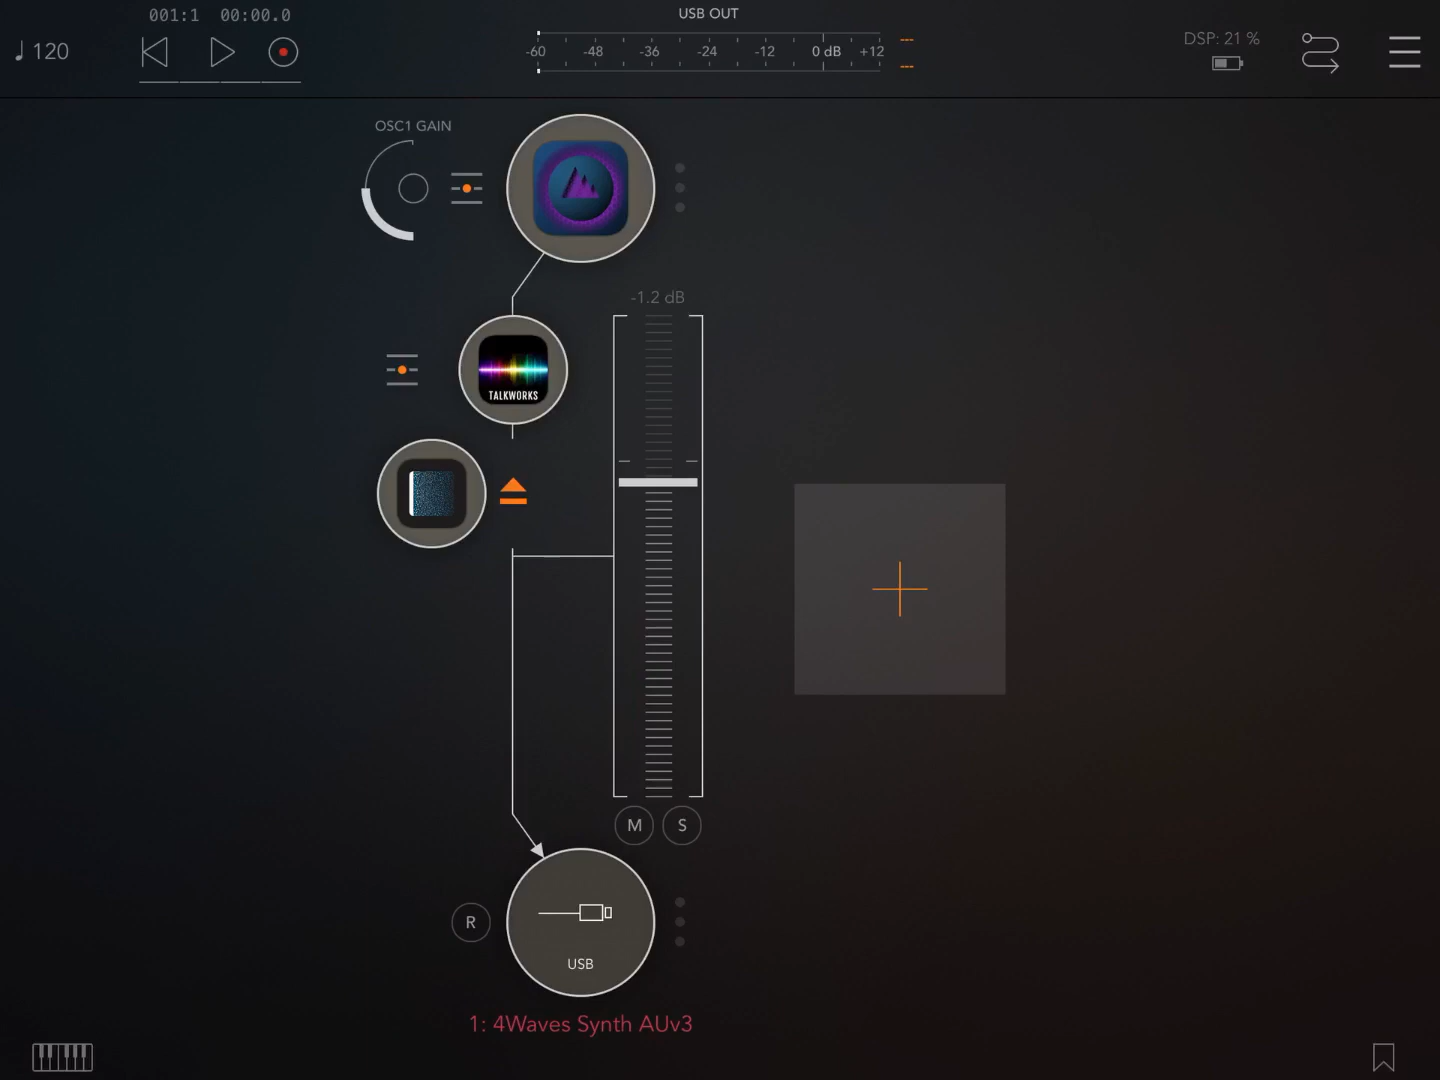 001:1 00:00.0
120
USB OUT
-60 -48 -36 -24 -12 0 dB +12
---
---
DSP: 21 %
OSC1 GAIN
-1.2 dB
TALKWORKS
M S
R
USB
1: 4Waves Synth AUv3